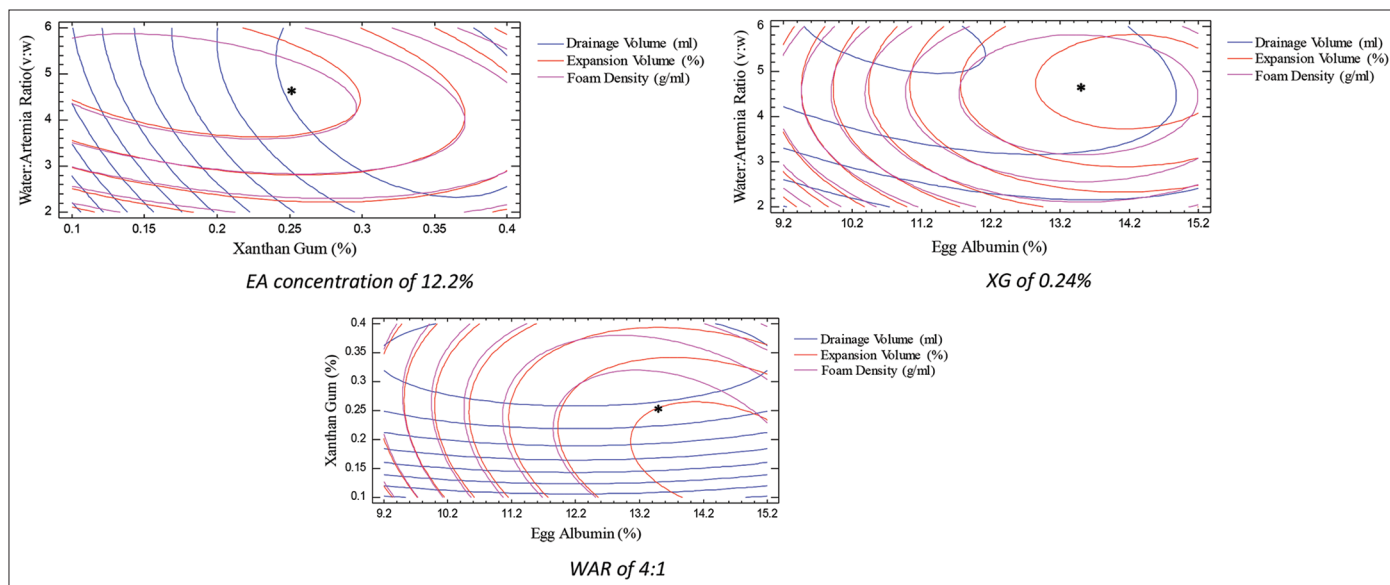 Water:Artemia Ratio(v:w)
6
5
4
3
2
0.1
0.15
0.2
0.25
0.3
0.35
0.4
Xanthan Gum (%)
Drainage Volume (ml)
Expansion Volume (%)
Foam Density (g/ml)
EA concentration of 12.2%
Water:Artemia Ratio(v:w)
6
5
4
3
2
9.2
10.2
11.2
12.2
13.2
14.2
15.2
Egg Albumin (%)
Drainage Volume (ml)
Expansion Volume (%)
Foam Density (g/ml)
XG of 0.24%
Xanthan Gum (%)
0.4
0.35
0.3
0.25
0.2
0.15
0.1
9.2
10.2
11.2
12.2
13.2
14.2
15.2
Egg Albumin (%)
Drainage Volume (ml)
Expansion Volume (%)
Foam Density (g/ml)
WAR of 4:1